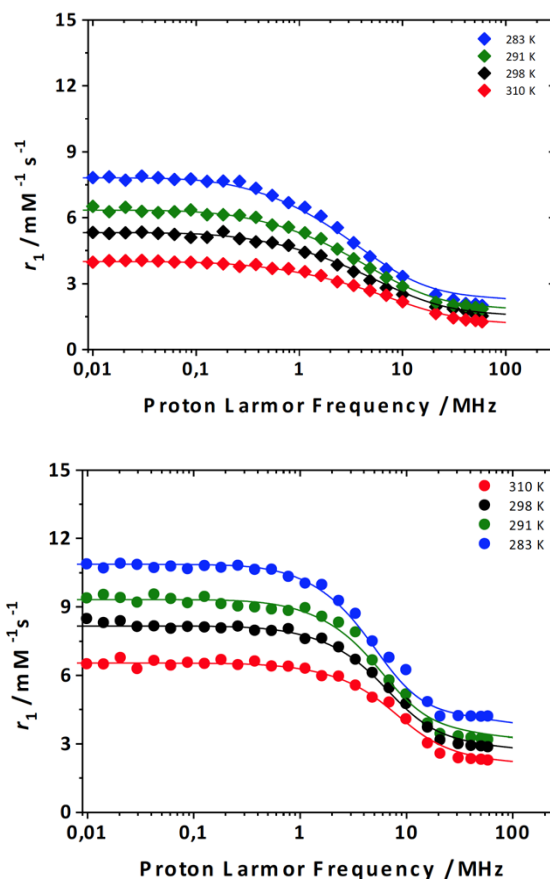 15
283 K
291 K
12
298 K
310 K
r₁ /mM⁻¹ s⁻¹
9
6
3
0
0,01 0,1 1 10 100
Proton Larmor Frequency /MHz
15
310 K
298 K
12
291 K
283 K
r₁ /mM⁻¹s⁻¹
9
6
3
0
0,01 0,1 1 10 100
Proton Larmor Frequency /MHz